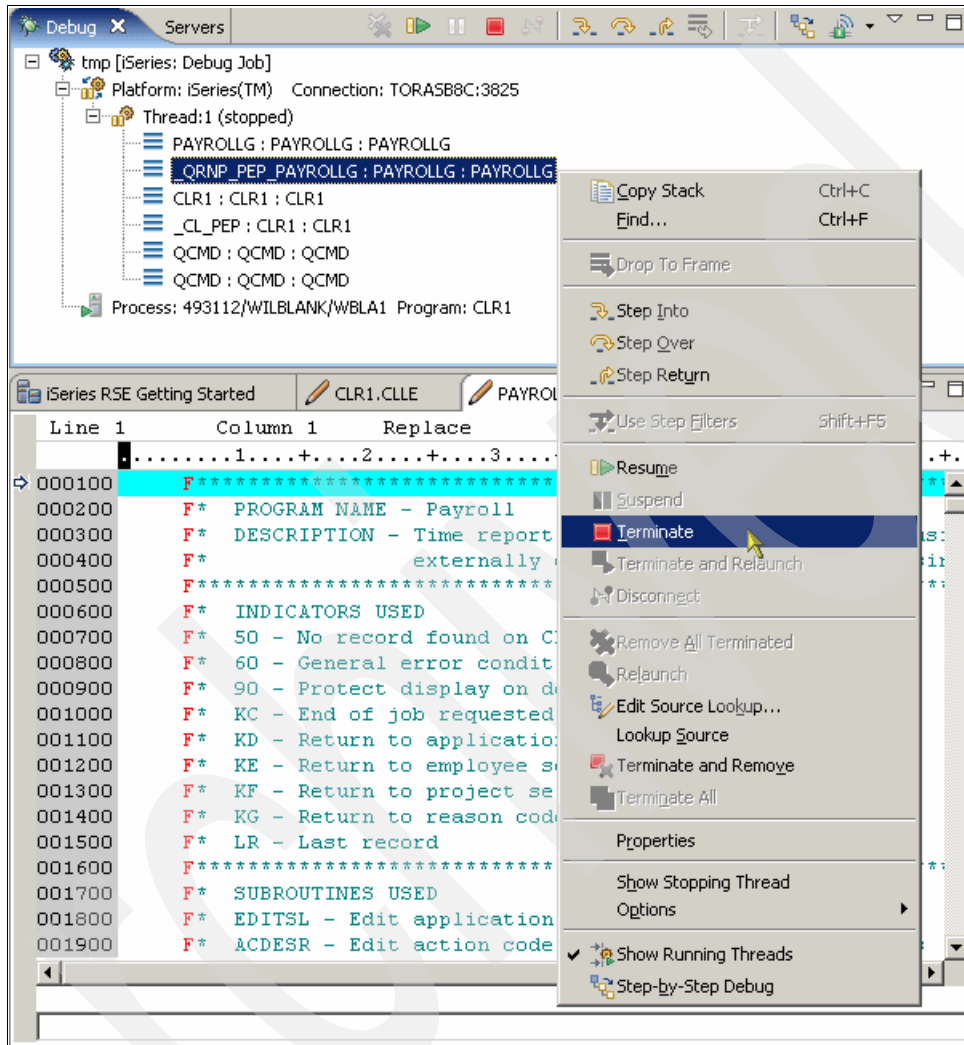 Debug Servers
tmp [iSeries: Debug Job]
Platform: iSeries(TM) Connection: TORASB8C:3825
Thread:1 (stopped)
PAYROLLG : PAYROLLG : PAYROLLG
_QRNP_PEP_PAYROLLG : PAYROLLG : PAYROLLG
CLR1 : CLR1 : CLR1
_CL_PEP : CLR1 : CLR1
QCMD : QCMD : QCMD
QCMD : QCMD : QCMD
Process: 493112/WILBLANK/WBLA1 Program: CLR1
Copy Stack Ctrl+C
Find... Ctrl+F
Drop To Frame
Step Into
Step Over
Step Return
Use Step Filters Shift+F5
Resume
Suspend
Terminate
Terminate and Relaunch
Disconnect
Remove All Terminated
Relaunch
Edit Source Lookup...
Lookup Source
Terminate and Remove
Terminate All
Properties
Show Stopping Thread
Options
Show Running Threads
Step-by-Step Debug
iSeries RSE Getting Started CLR1.CLLE PAYROL
Line 1 Column 1 Replace
.........1....+....2....+....3....
000100 F******************************
000200 F* PROGRAM NAME - Payroll
000300 F* DESCRIPTION - Time report
000400 F* externally
000500 F******************************
000600 F* INDICATORS USED
000700 F* 50 - No record found on
000800 F* 60 - General error condit
000900 F* 90 - Protect display on
001000 F* KC - End of job requested
001100 F* KD - Return to applicatio
001200 F* KE - Return to employee
001300 F* KF - Return to project se
001400 F* KG - Return to reason cod
001500 F* LR - Last record
001600 F******************************
001700 F* SUBROUTINES USED
001800 F* EDITSL - Edit application
001900 F* ACDESR - Edit action code